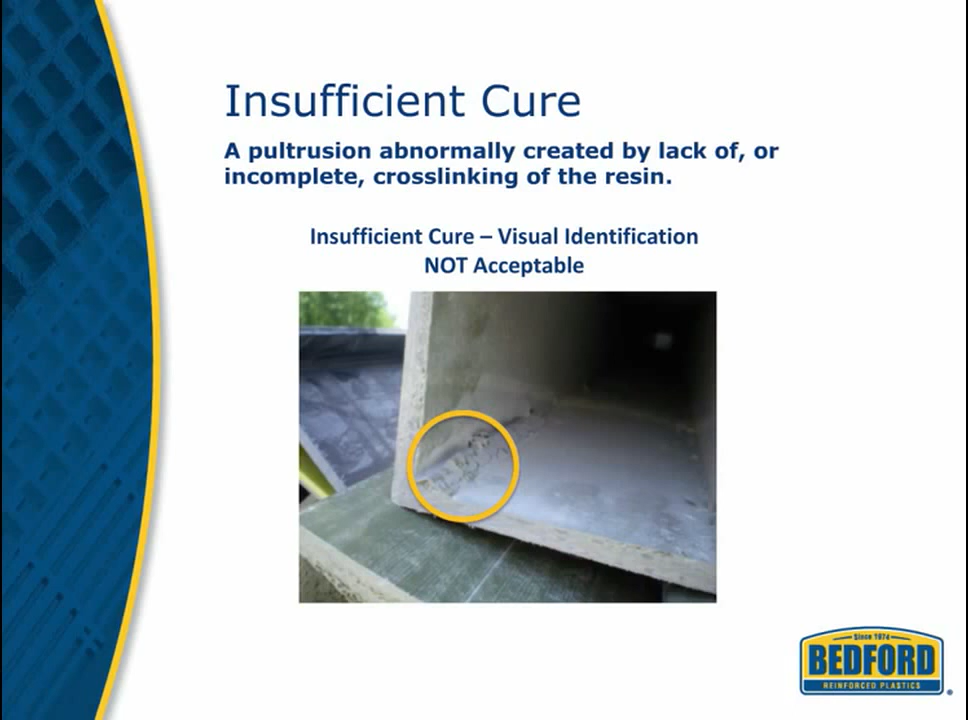 Insufficient Cure
A pultrusion abnormally created by lack of, or
incomplete, crosslinking of the resin.
Insufficient Cure – Visual Identification
NOT Acceptable
Since 1974
BEDFORD
REINFORCED PLASTICS
®